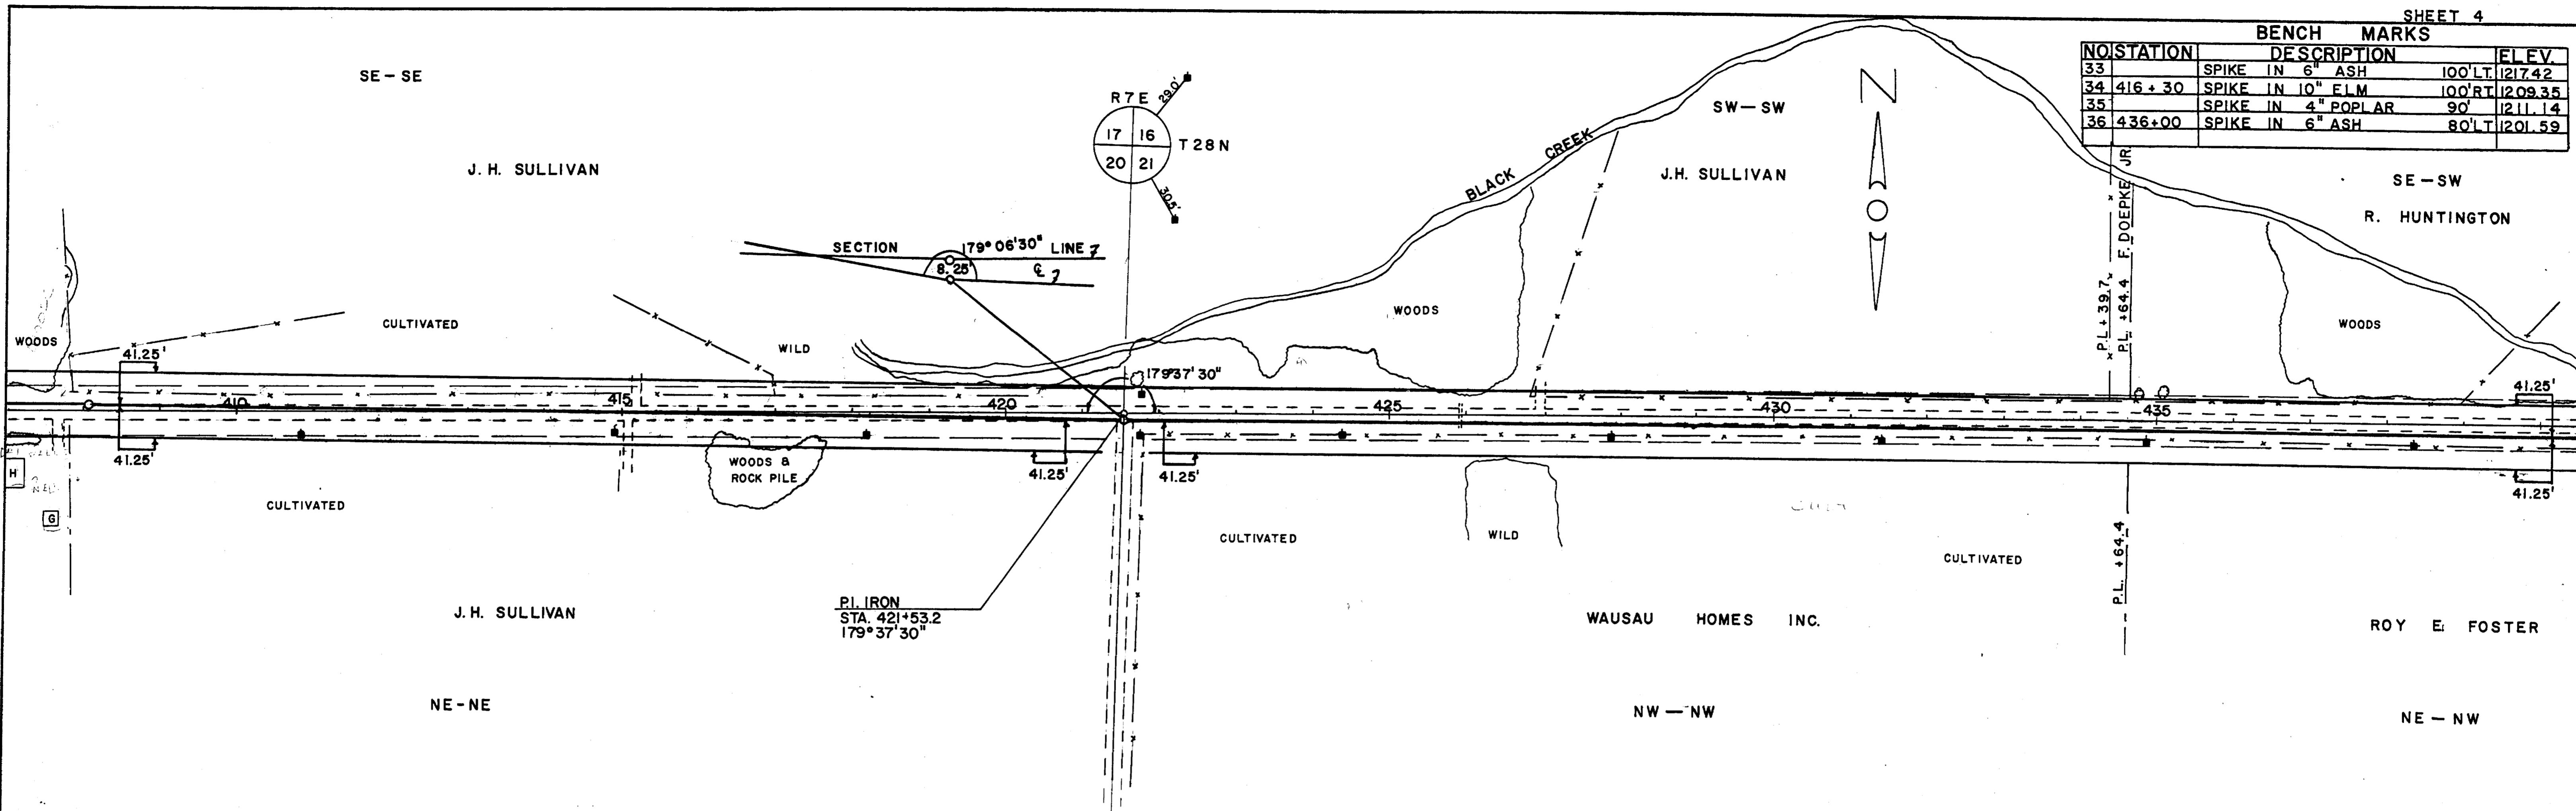 SHEET 4
BENCH MARKS
NO. STATION DESCRIPTION ELEV.
33 SPIKE IN 6" ASH 100' LT. 1217.42
34 416 + 30 SPIKE IN 10" ELM 100' RT. 1209.35
35 SPIKE IN 4" POPLAR 90' 1211.14
36 436+00 SPIKE IN 6" ASH 80' LT 1201.59
SE - SE
J. H. SULLIVAN
R 7 E
29.0'
17 16
T 28 N
20 21
30.5'
SW - SW
J.H. SULLIVAN
N
BLACK CREEK
SE - SW
R. HUNTINGTON
F. DOEPKE JR.
P.L. +39.7
P.L. +64.4
SECTION LINE
179° 06' 30"
8.25'
℄
WOODS
CULTIVATED
WILD
WOODS
WOODS
41.25'
179°37'30"
41.25'
410
415
420
425
430
435
41.25'
41.25'
41.25'
41.25'
H
G
WOODS &
ROCK PILE
CULTIVATED
CULTIVATED
WILD
CULTIVATED
P.L. +64.4
J. H. SULLIVAN
P.I. IRON
STA. 421+53.2
179° 37' 30"
WAUSAU HOMES INC.
ROY E. FOSTER
NE - NE
NW - NW
NE - NW